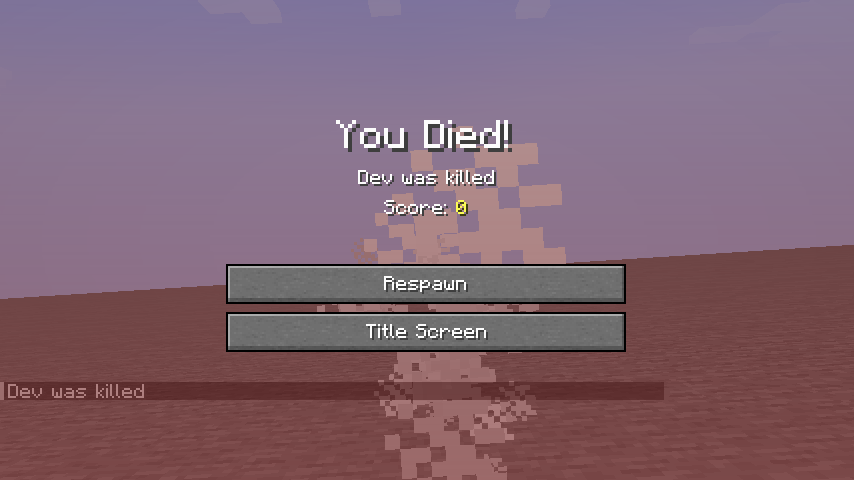 You Died!
Dev was killed
Score: 0
Respawn
Title Screen
Dev was killed